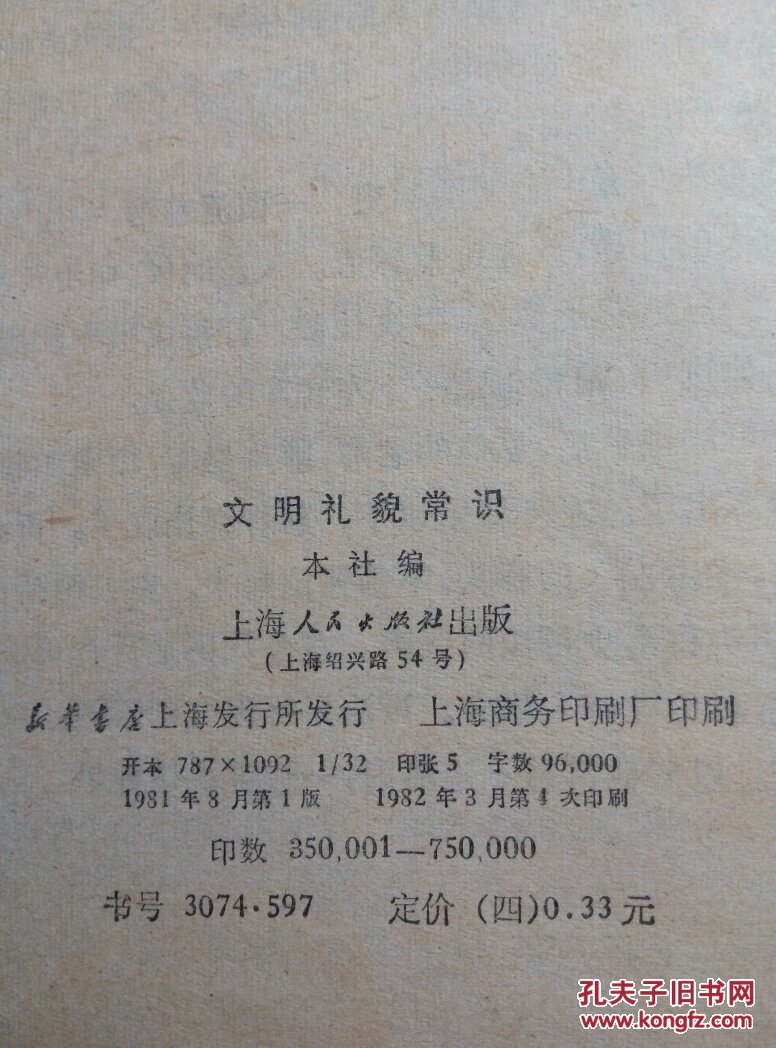 文明礼貌常识
本社编
上海人民出版社出版
(上海绍兴路54号)
新华书店上海发行所发行 上海商务印刷厂印刷
开本 787×1092 1/32 印张 5 字数 96,000
1981年8月第1版 1982年3月第4次印刷
印数 350,001—750,000
书号 3074·597 定价(四)0.33元
孔夫子旧书网
www.kongfz.com